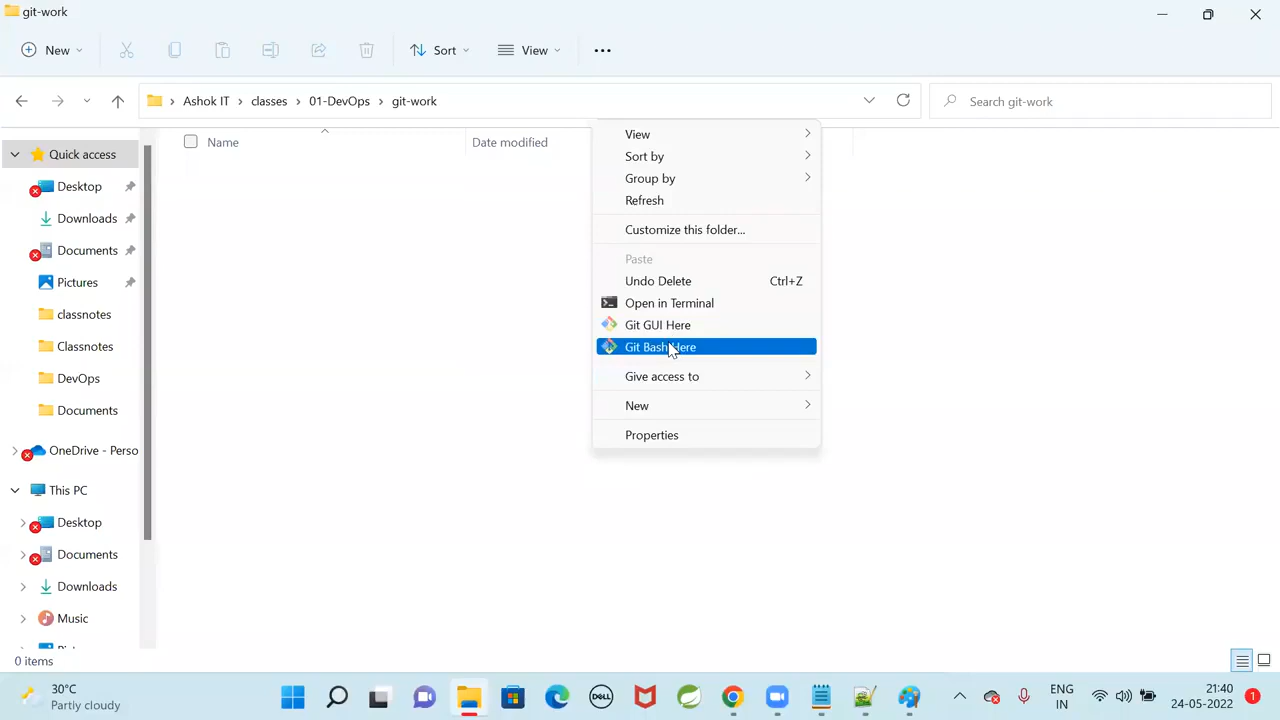 git-work
New
Sort
View
Ashok IT > classes > 01-DevOps > git-work
Search git-work
Name
Date modified
Quick access
Desktop
Downloads
Documents
Pictures
classnotes
Classnotes
DevOps
Documents
OneDrive - Perso
This PC
Desktop
Documents
Downloads
Music
View
Sort by
Group by
Refresh
Customize this folder...
Paste
Undo Delete Ctrl+Z
Open in Terminal
Git GUI Here
Git Bash Here
Give access to
New
Properties
0 items
30°C
Partly cloudy
DELL
ENG
IN
21:40
24-05-2022
1